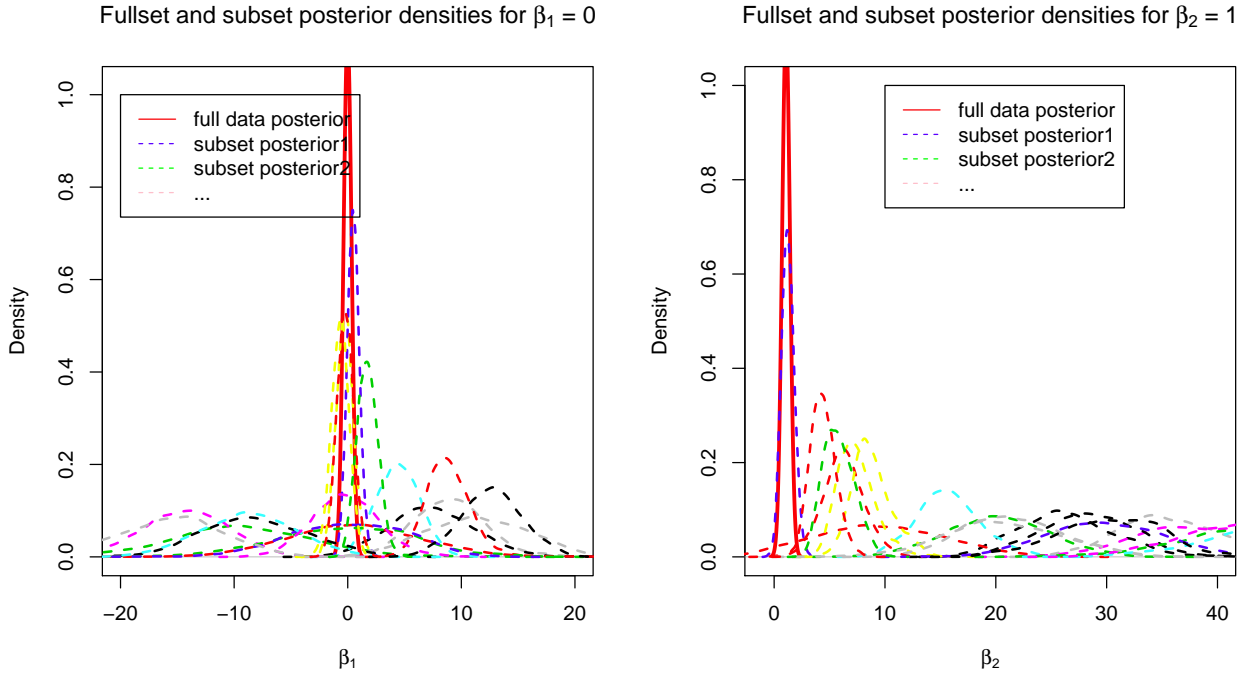 Fullset and subset posterior densities for β₁ = 0
Density
0.0 0.2 0.4 0.6 0.8 1.0
full data posterior
subset posterior1
subset posterior2
...
−20 −10 0 10 20
β₁
Fullset and subset posterior densities for β₂ = 1
Density
0.0 0.2 0.4 0.6 0.8 1.0
full data posterior
subset posterior1
subset posterior2
...
0 10 20 30 40
β₂